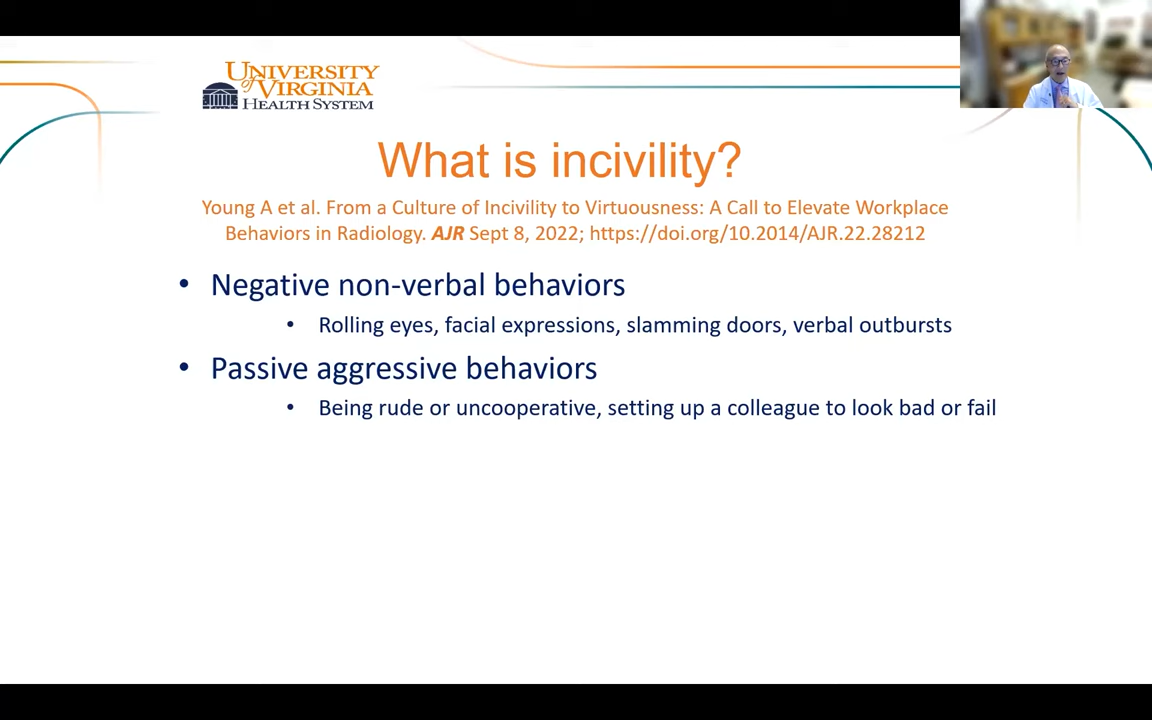 UNIVERSITY
of VIRGINIA
HEALTH SYSTEM
What is incivility?
Young A et al. From a Culture of Incivility to Virtuousness: A Call to Elevate Workplace
Behaviors in Radiology. AJR Sept 8, 2022; https://doi.org/10.2014/AJR.22.28212
• Negative non-verbal behaviors
• Rolling eyes, facial expressions, slamming doors, verbal outbursts
• Passive aggressive behaviors
• Being rude or uncooperative, setting up a colleague to look bad or fail